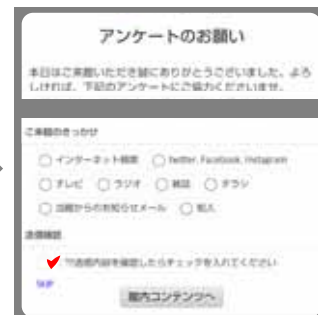 アンケートのお願い
本日はご来館いただき誠にありがとうございました。よろ
しければ、下記のアンケートにご協力くださいませ。
ご来館のきっかけ
インターネット検索 twitter, Facebook, Instagram
テレビ ラジオ 雑誌 チラシ
当館からのお知らせメール 知人
送信確認
送信内容を確認したらチェックを入れてください
SKIP
館内コンテンツへ